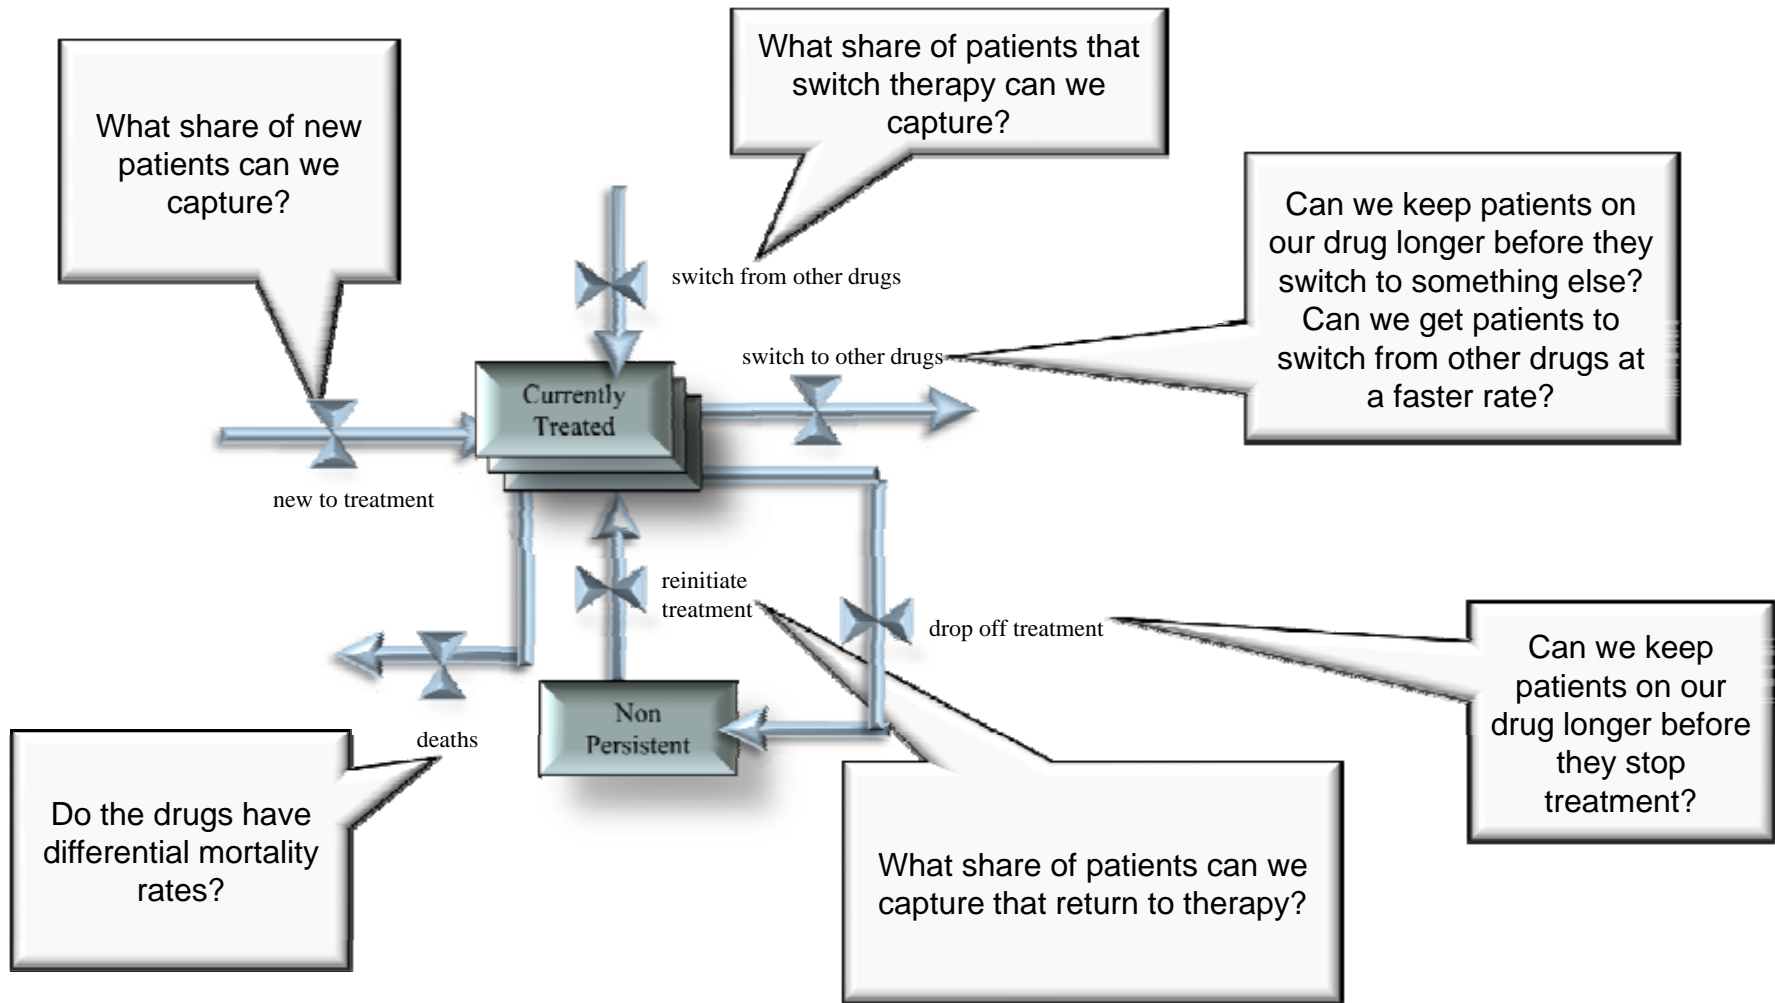 What share of new
patients can we
capture?
What share of patients that
switch therapy can we
capture?
Can we keep patients on
our drug longer before they
switch to something else?
Can we get patients to
switch from other drugs at
a faster rate?
switch from other drugs
switch to other drugs
Currently
Treated
new to treatment
reinitiate
treatment
drop off treatment
Can we keep
patients on our
drug longer before
they stop
treatment?
Non
Persistent
deaths
Do the drugs have
differential mortality
rates?
What share of patients can we
capture that return to therapy?